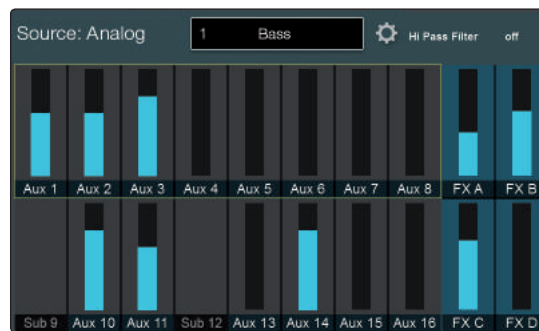 Source: Analog 1 Bass Hi Pass Filter off
Aux 1 Aux 2 Aux 3 Aux 4 Aux 5 Aux 6 Aux 7 Aux 8 FX A FX B
Sub 9 Aux 10 Aux 11 Sub 12 Aux 13 Aux 14 Aux 15 Aux 16 FX C FX D